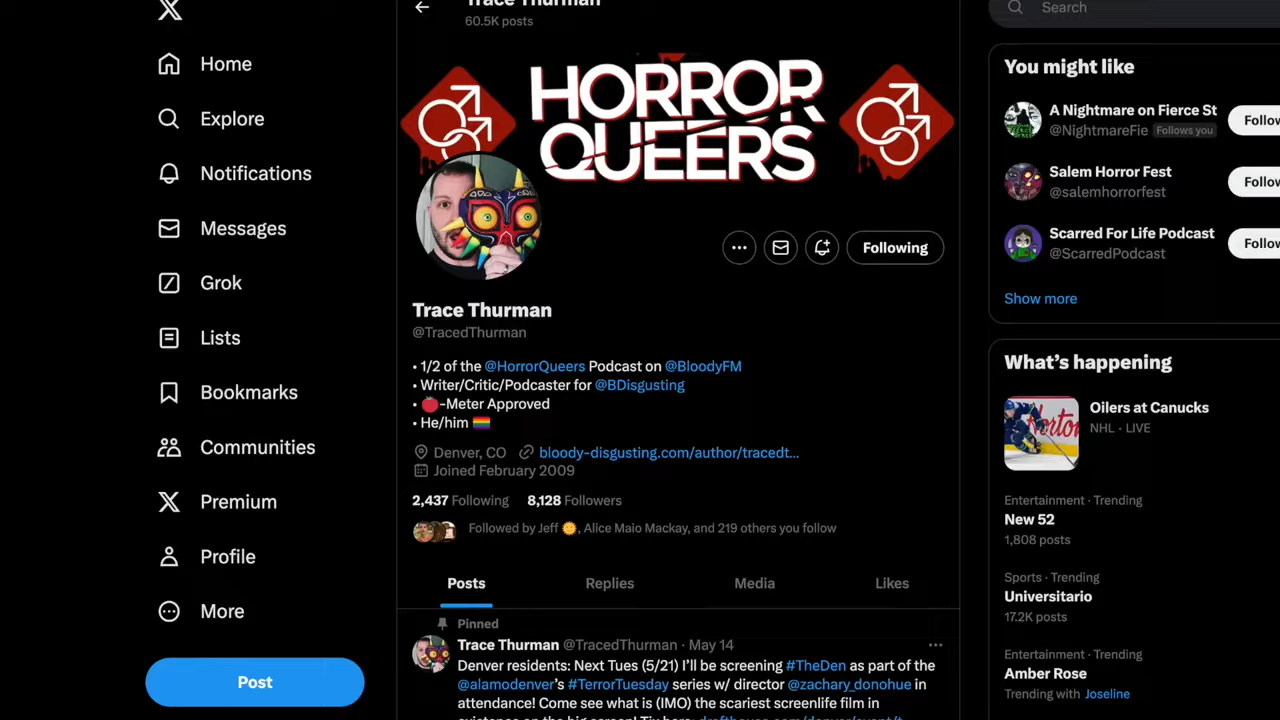 Home
Explore
Notifications
Messages
Grok
Lists
Bookmarks
Communities
Premium
Profile
More
Post
Trace Thurman
60.5K posts
HORROR
QUEERS
Following
Trace Thurman
@TracedThurman
• 1/2 of the @HorrorQueers Podcast on @BloodyFM
• Writer/Critic/Podcaster for @BDisgusting
• 🍅-Meter Approved
• He/him 🏳️‍🌈
Denver, CO bloody-disgusting.com/author/tracedt...
Joined February 2009
2,437 Following 8,128 Followers
Followed by Jeff 🌞, Alice Maio Mackay, and 219 others you follow
Posts Replies Media Likes
Pinned
Trace Thurman @TracedThurman · May 14
Denver residents: Next Tues (5/21) I'll be screening #TheDen as part of the
@alamodenver's #TerrorTuesday series w/ director @zachary_donohue in
attendance! Come see what is (IMO) the scariest screenlife film in
Search
You might like
A Nightmare on Fierce St
@NightmareFie Follows you
Follo
Salem Horror Fest
@salemhorrorfest
Follo
Scarred For Life Podcast
@ScarredPodcast
Follo
Show more
What's happening
Oilers at Canucks
NHL · LIVE
Entertainment · Trending
New 52
1,808 posts
Sports · Trending
Universitario
17.2K posts
Entertainment · Trending
Amber Rose
Trending with Joseline